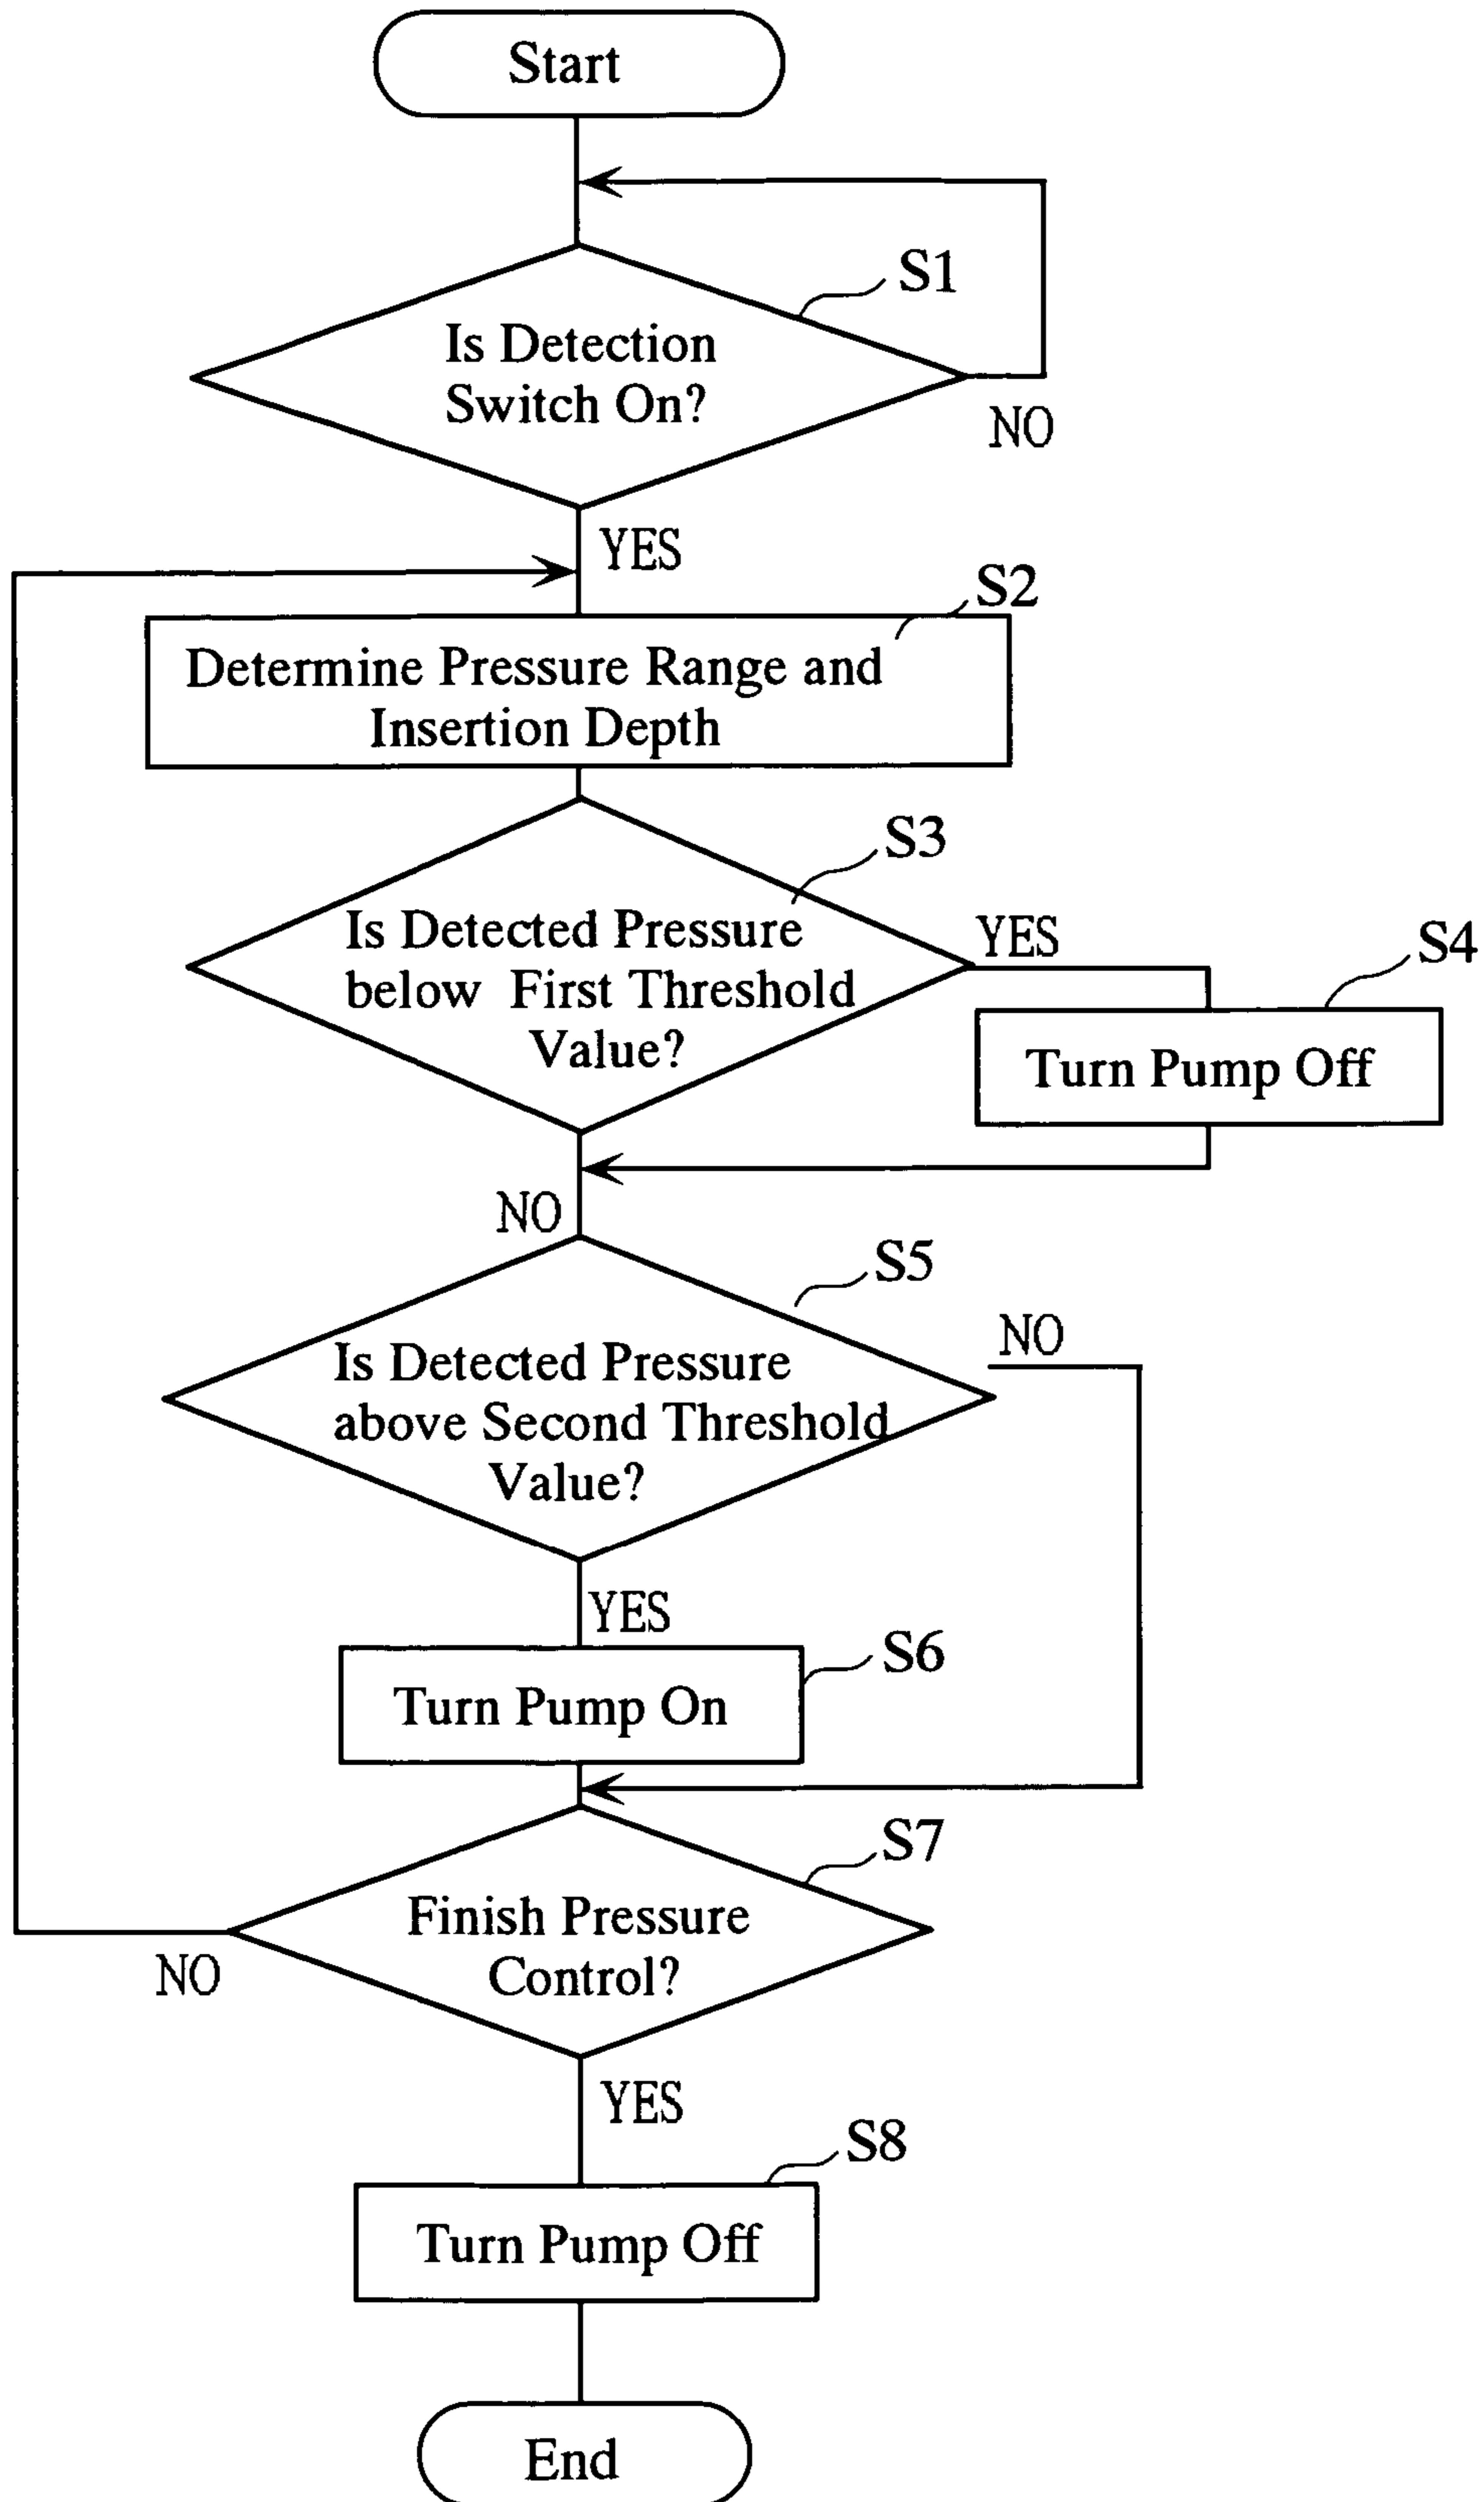 Start
S1
Is Detection
Switch On?
NO
YES
S2
Determine Pressure Range and
Insertion Depth
S3
Is Detected Pressure
below First Threshold
Value?
YES
S4
Turn Pump Off
NO
S5
Is Detected Pressure
above Second Threshold
Value?
NO
YES
S6
Turn Pump On
S7
Finish Pressure
Control?
NO
YES
S8
Turn Pump Off
End